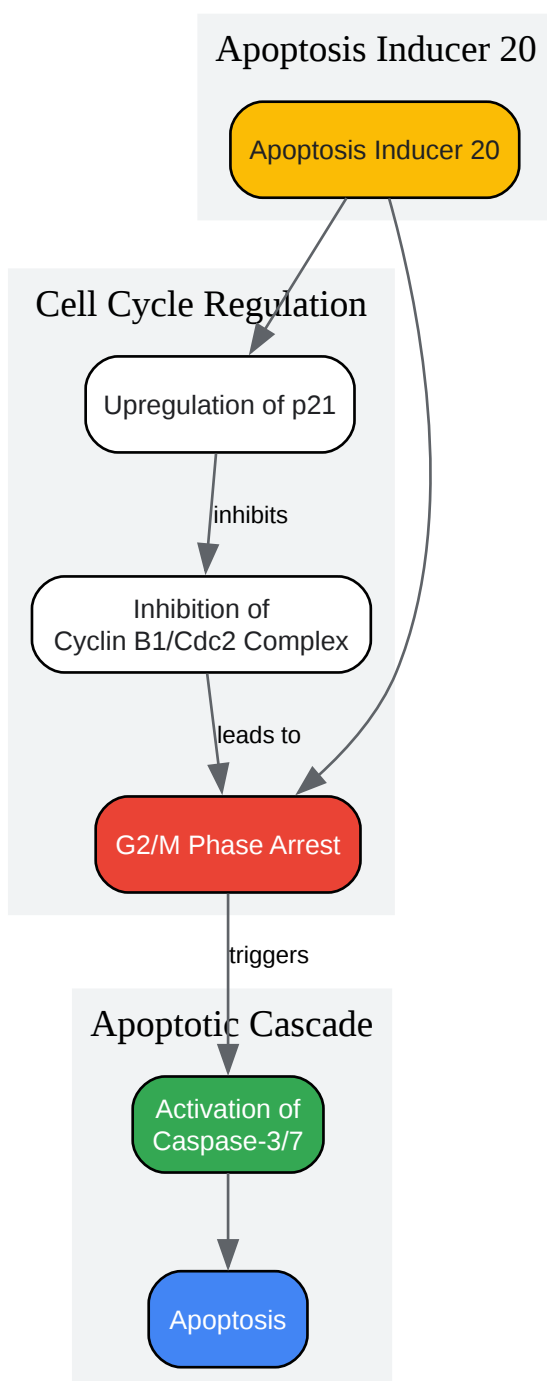 Apoptosis Inducer 20
Apoptosis Inducer 20
Cell Cycle Regulation
Upregulation of p21
inhibits
Inhibition of
Cyclin B1/Cdc2 Complex
leads to
G2/M Phase Arrest
triggers
Apoptotic Cascade
Activation of
Caspase-3/7
Apoptosis